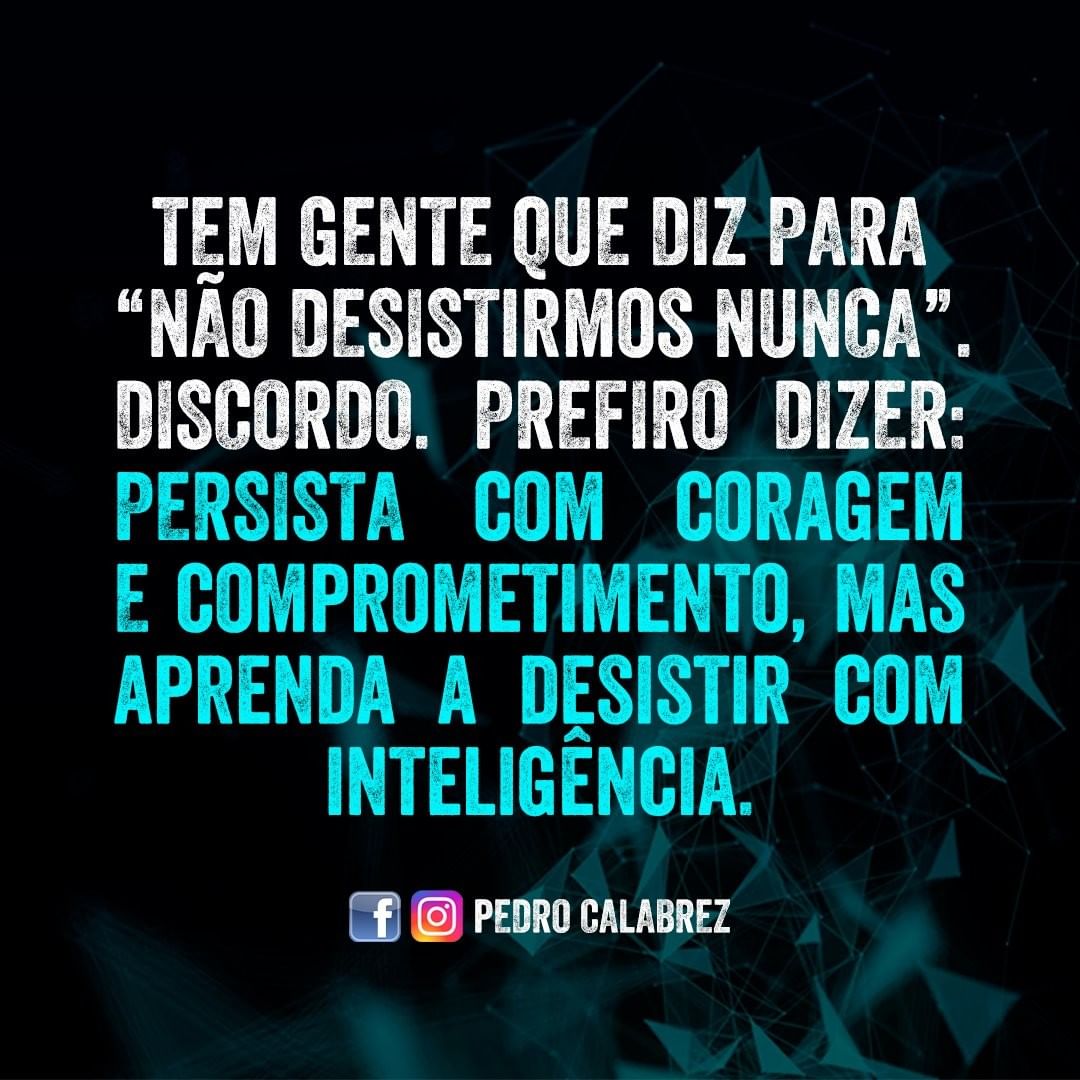 TEM GENTE QUE DIZ PARA
“NÃO DESISTIRMOS NUNCA”.
DISCORDO. PREFIRO DIZER:
PERSISTA COM CORAGEM
E COMPROMETIMENTO, MAS
APRENDA A DESISTIR COM
INTELIGÊNCIA.
PEDRO CALABREZ